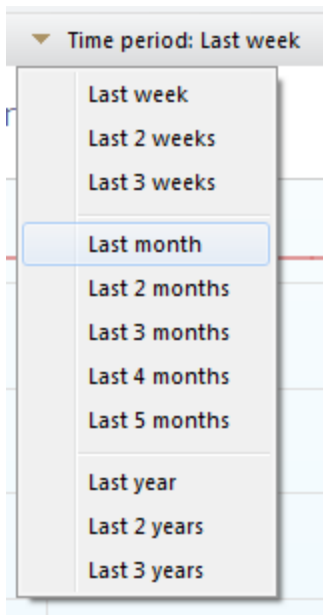 Time period: Last week
Last week
Last 2 weeks
Last 3 weeks
Last month
Last 2 months
Last 3 months
Last 4 months
Last 5 months
Last year
Last 2 years
Last 3 years